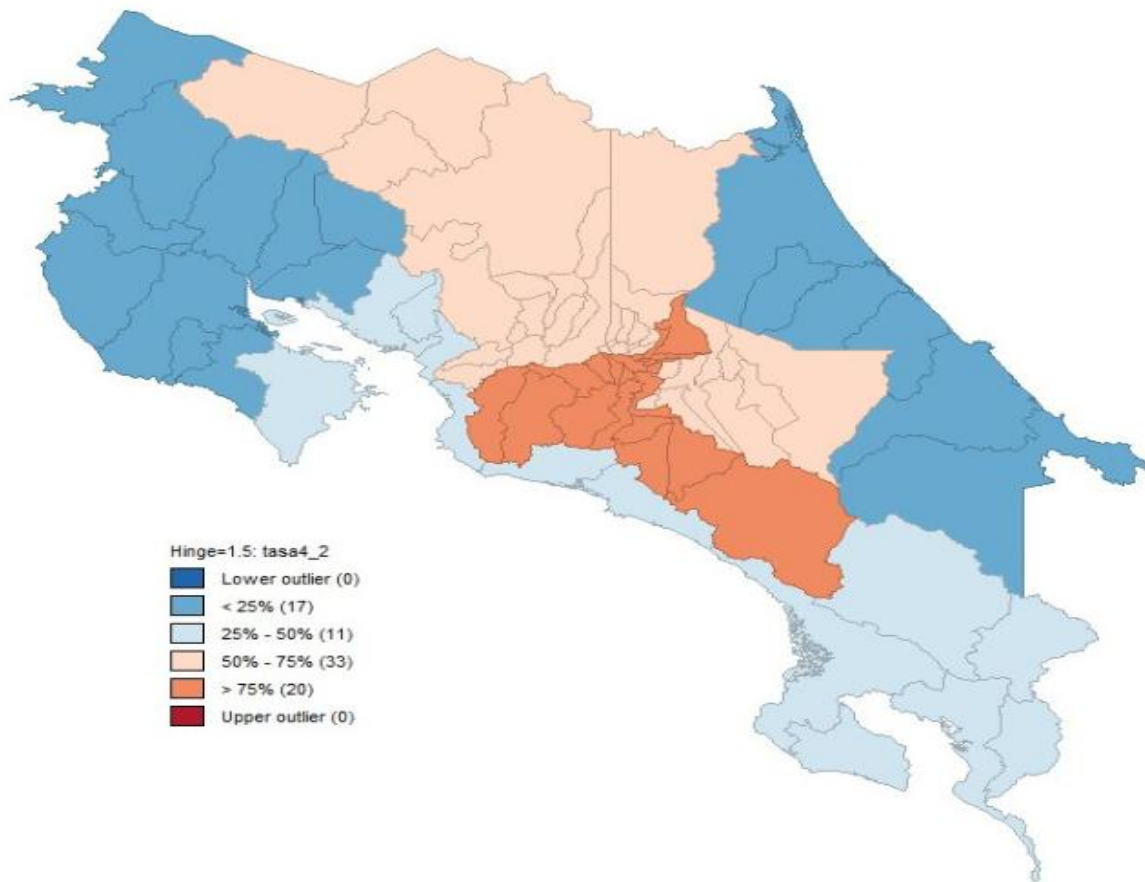 Hinge=1.5: tasa4_2
Lower outlier (0)
< 25% (17)
25% - 50% (11)
50% - 75% (33)
> 75% (20)
Upper outlier (0)